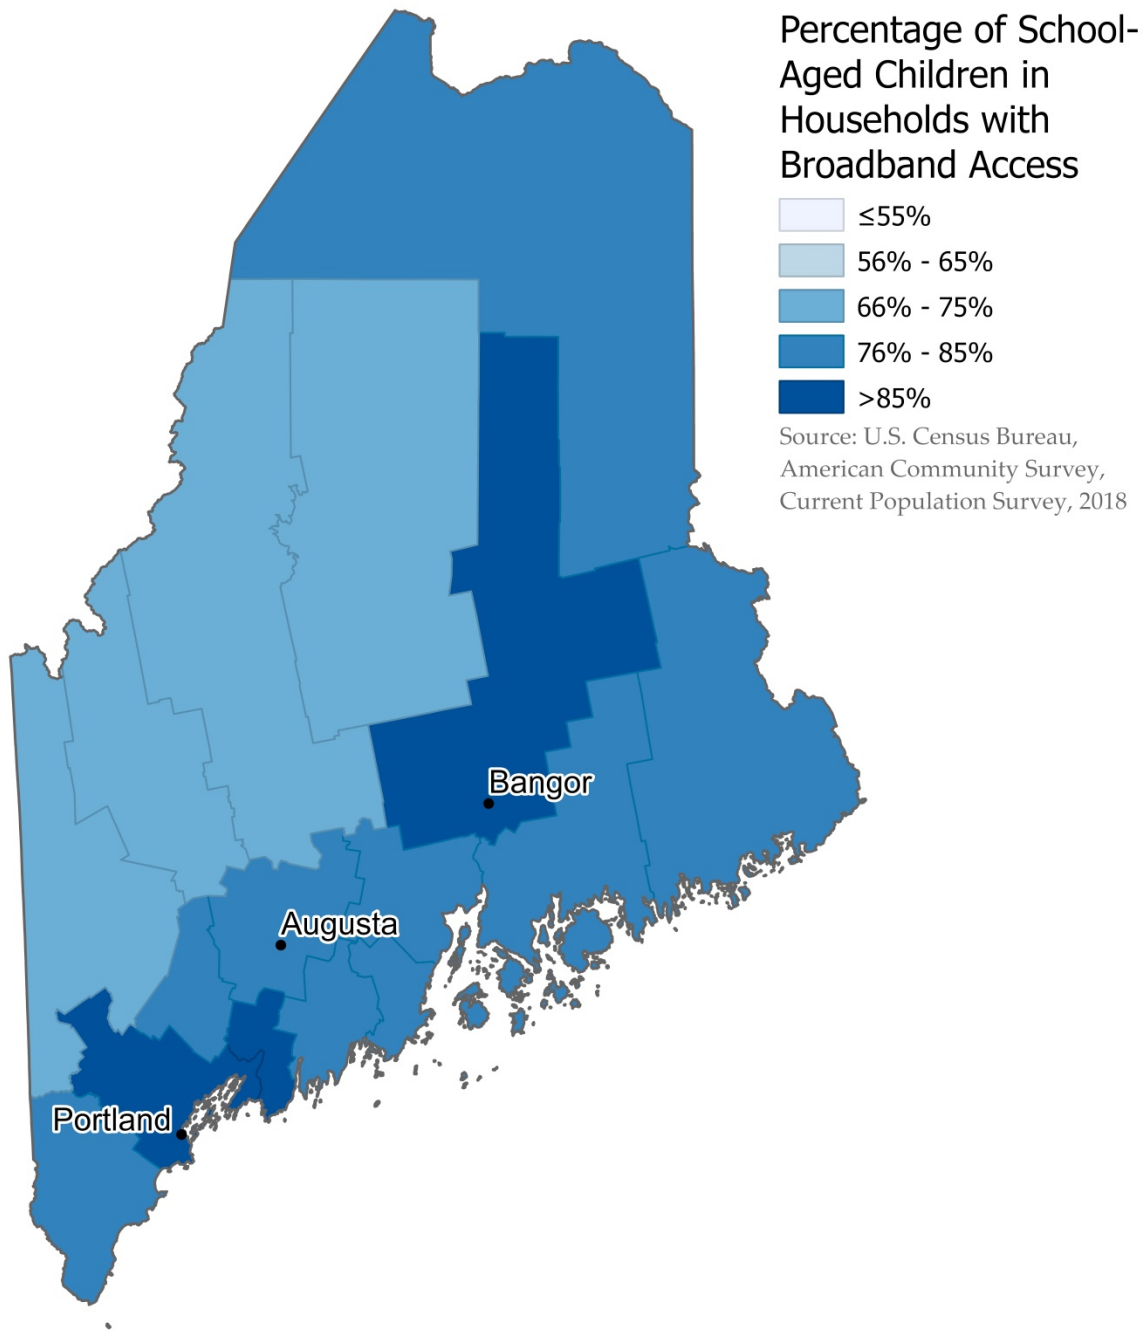 Percentage of School-
Aged Children in
Households with
Broadband Access
≤55%
56% - 65%
66% - 75%
76% - 85%
>85%
Source: U.S. Census Bureau,
American Community Survey,
Current Population Survey, 2018
Bangor
Augusta
Portland